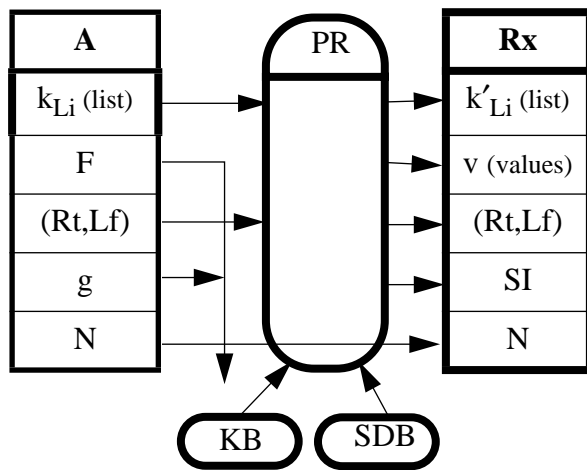 A
k_Li (list)
F
(Rt,Lf)
g
N
PR
Rx
k′_Li (list)
v (values)
(Rt,Lf)
SI
N
KB
SDB